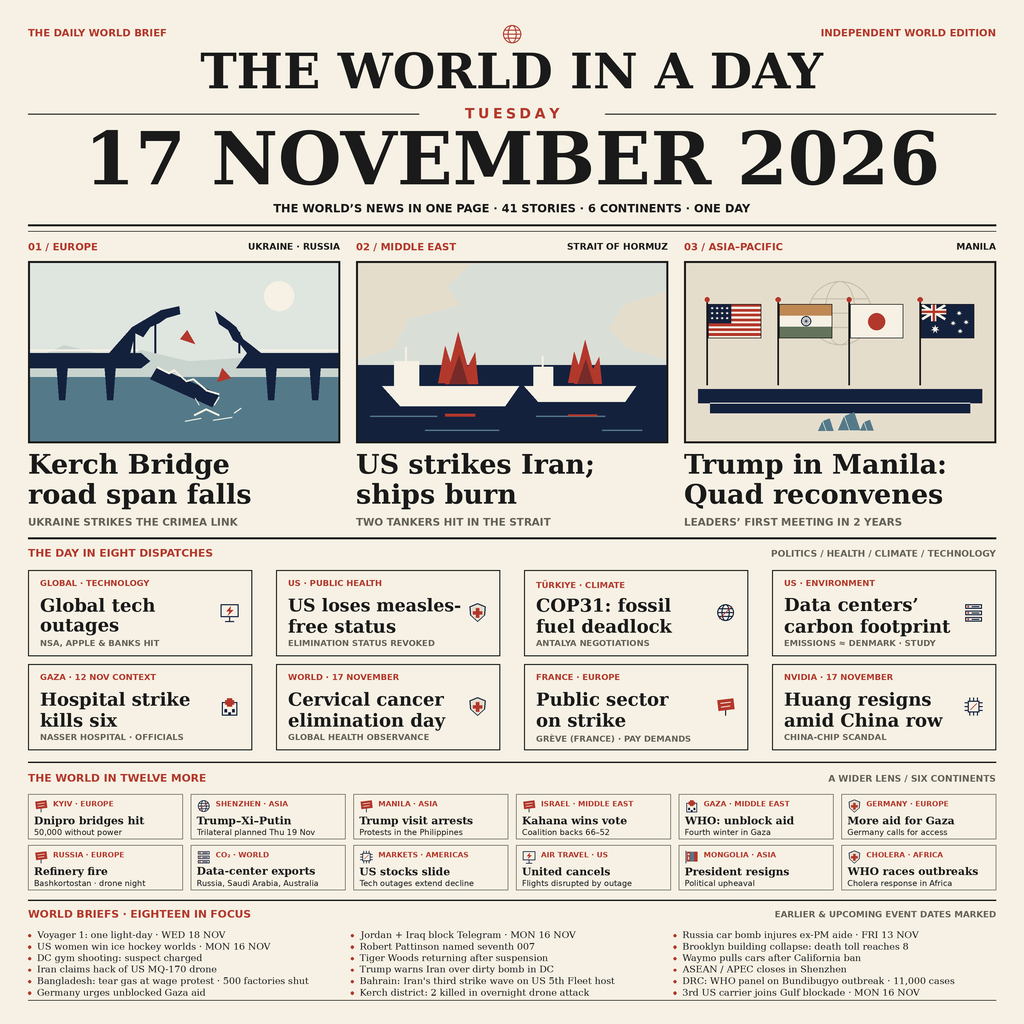 THE DAILY WORLD BRIEF
INDEPENDENT WORLD EDITION
THE WORLD IN A DAY
TUESDAY
17 NOVEMBER 2026
THE WORLD’S NEWS IN ONE PAGE · 41 STORIES · 6 CONTINENTS · ONE DAY
01 / EUROPE
UKRAINE · RUSSIA
Kerch Bridge
road span falls
UKRAINE STRIKES THE CRIMEA LINK
02 / MIDDLE EAST
STRAIT OF HORMUZ
US strikes Iran;
ships burn
TWO TANKERS HIT IN THE STRAIT
03 / ASIA–PACIFIC
MANILA
Trump in Manila:
Quad reconvenes
LEADERS’ FIRST MEETING IN 2 YEARS
THE DAY IN EIGHT DISPATCHES
POLITICS / HEALTH / CLIMATE / TECHNOLOGY
GLOBAL · TECHNOLOGY
Global tech
outages
NSA, APPLE & BANKS HIT
US · PUBLIC HEALTH
US loses measles-
free status
ELIMINATION STATUS REVOKED
TÜRKIYE · CLIMATE
COP31: fossil
fuel deadlock
ANTALYA NEGOTIATIONS
US · ENVIRONMENT
Data centers’
carbon footprint
EMISSIONS ≈ DENMARK · STUDY
GAZA · 12 NOV CONTEXT
Hospital strike
kills six
NASSER HOSPITAL · OFFICIALS
WORLD · 17 NOVEMBER
Cervical cancer
elimination day
GLOBAL HEALTH OBSERVANCE
FRANCE · EUROPE
Public sector
on strike
GRÈVE (FRANCE) · PAY DEMANDS
NVIDIA · 17 NOVEMBER
Huang resigns
amid China row
CHINA-CHIP SCANDAL
THE WORLD IN TWELVE MORE
A WIDER LENS / SIX CONTINENTS
KYIV · EUROPE
Dnipro bridges hit
50,000 without power
SHENZHEN · ASIA
Trump–Xi–Putin
Trilateral planned Thu 19 Nov
MANILA · ASIA
Trump visit arrests
Protests in the Philippines
ISRAEL · MIDDLE EAST
Kahana wins vote
Coalition backs 66–52
GAZA · MIDDLE EAST
WHO: unblock aid
Fourth winter in Gaza
GERMANY · EUROPE
More aid for Gaza
Germany calls for access
RUSSIA · EUROPE
Refinery fire
Bashkortostan · drone night
CO₂ · WORLD
Data-center exports
Russia, Saudi Arabia, Australia
MARKETS · AMERICAS
US stocks slide
Tech outages extend decline
AIR TRAVEL · US
United cancels
Flights disrupted by outage
MONGOLIA · ASIA
President resigns
Political upheaval
CHOLERA · AFRICA
WHO races outbreaks
Cholera response in Africa
WORLD BRIEFS · EIGHTEEN IN FOCUS
EARLIER & UPCOMING EVENT DATES MARKED
• Voyager 1: one light-day · WED 18 NOV
• US women win ice hockey worlds · MON 16 NOV
• DC gym shooting: suspect charged
• Iran claims hack of US MQ-170 drone
• Bangladesh: tear gas at wage protest · 500 factories shut
• Germany urges unblocked Gaza aid
• Jordan + Iraq block Telegram · MON 16 NOV
• Robert Pattinson named seventh 007
• Tiger Woods returning after suspension
• Trump warns Iran over dirty bomb in DC
• Bahrain: Iran's third strike wave on US 5th Fleet host
• Kerch district: 2 killed in overnight drone attack
• Russia car bomb injures ex-PM aide · FRI 13 NOV
• Brooklyn building collapse: death toll reaches 8
• Waymo pulls cars after California ban
• ASEAN / APEC closes in Shenzhen
• DRC: WHO panel on Bundibugyo outbreak · 11,000 cases
• 3rd US carrier joins Gulf blockade · MON 16 NOV